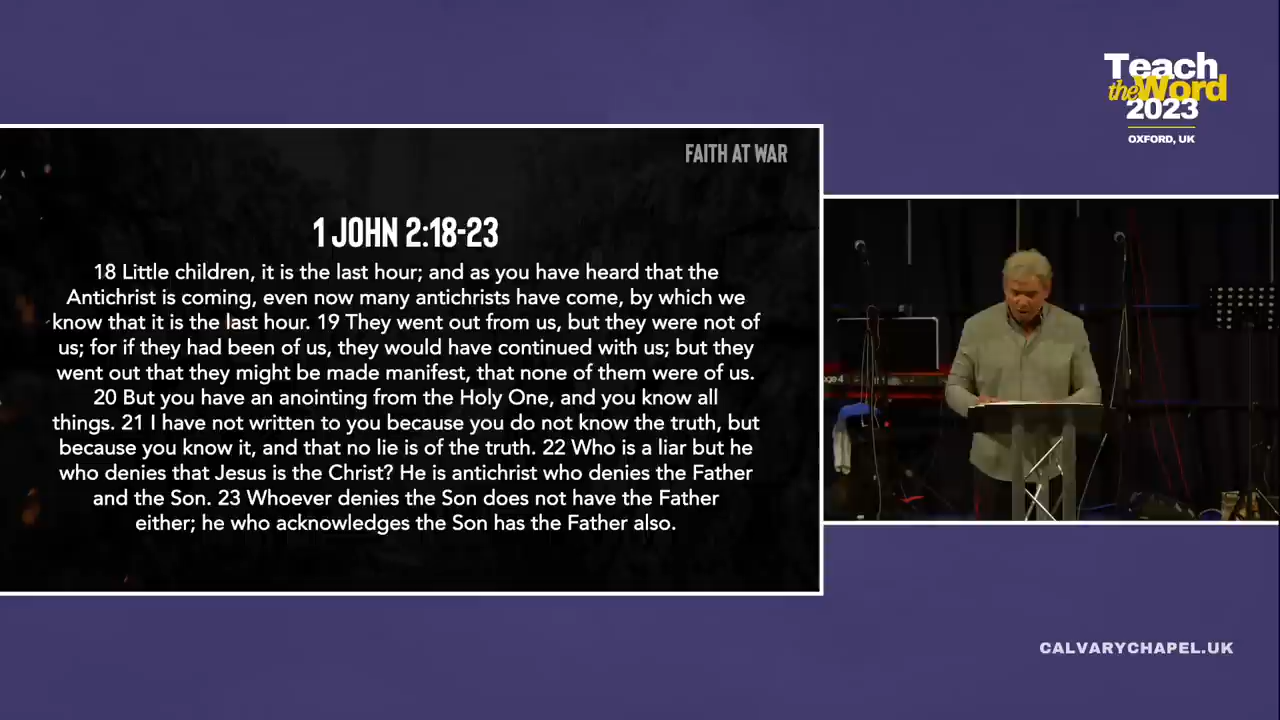 Teach
the Word
2023
OXFORD, UK
FAITH AT WAR
1 JOHN 2:18-23
18 Little children, it is the last hour; and as you have heard that the
Antichrist is coming, even now many antichrists have come, by which we
know that it is the last hour. 19 They went out from us, but they were not of
us; for if they had been of us, they would have continued with us; but they
went out that they might be made manifest, that none of them were of us.
20 But you have an anointing from the Holy One, and you know all
things. 21 I have not written to you because you do not know the truth, but
because you know it, and that no lie is of the truth. 22 Who is a liar but he
who denies that Jesus is the Christ? He is antichrist who denies the Father
and the Son. 23 Whoever denies the Son does not have the Father
either; he who acknowledges the Son has the Father also.
CALVARYCHAPEL.UK